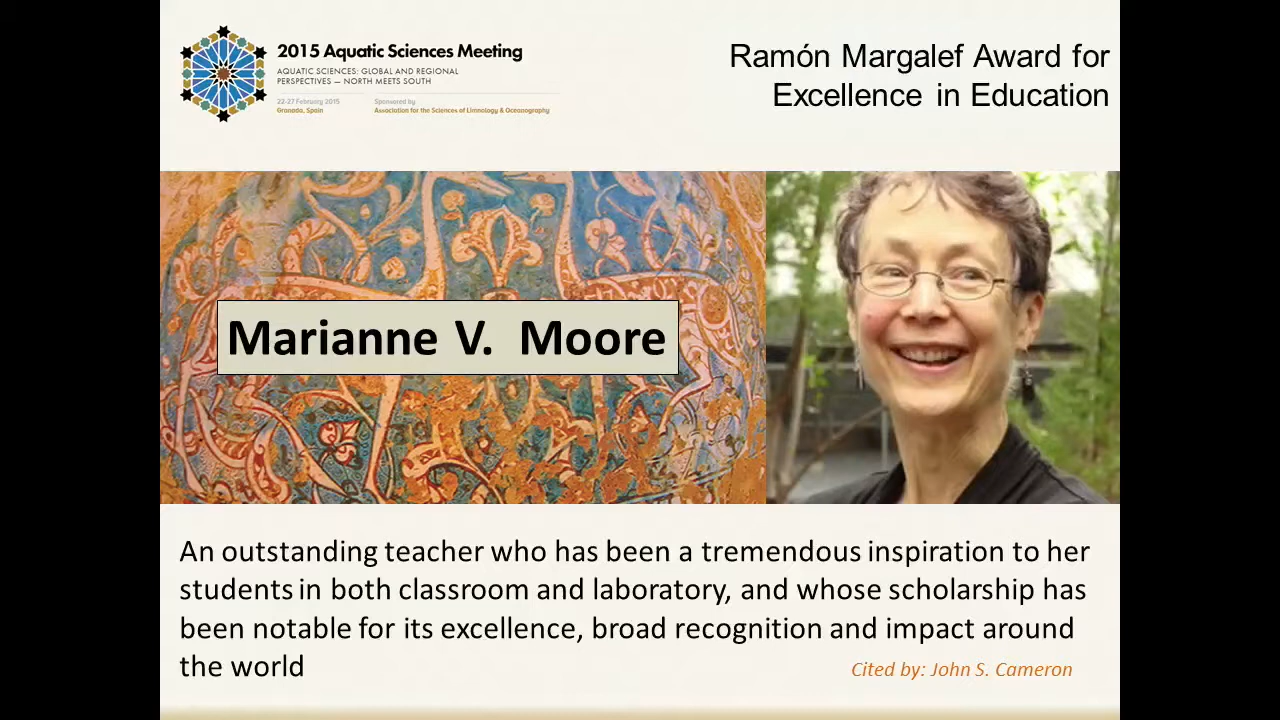 2015 Aquatic Sciences Meeting
AQUATIC SCIENCES: GLOBAL AND REGIONAL
PERSPECTIVES — NORTH MEETS SOUTH
22-27 February 2015
Granada, Spain
Sponsored by
Association for the Sciences of Limnology & Oceanography
Ramón Margalef Award for
Excellence in Education
Marianne V. Moore
An outstanding teacher who has been a tremendous inspiration to her
students in both classroom and laboratory, and whose scholarship has
been notable for its excellence, broad recognition and impact around
the world
Cited by: John S. Cameron